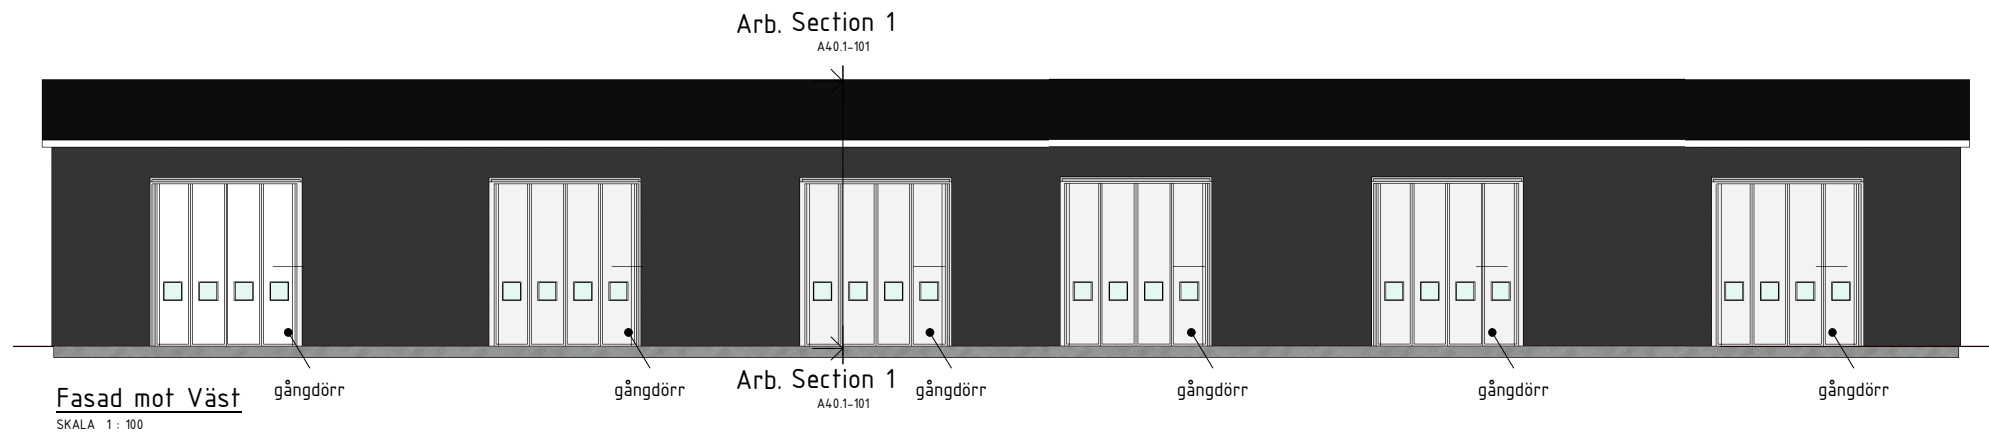 Arb. Section 1
A40.1-101
gångdörr
gångdörr
Arb. Section 1
A40.1-101
gångdörr
gångdörr
gångdörr
gångdörr
Fasad mot Väst
SKALA 1 : 100